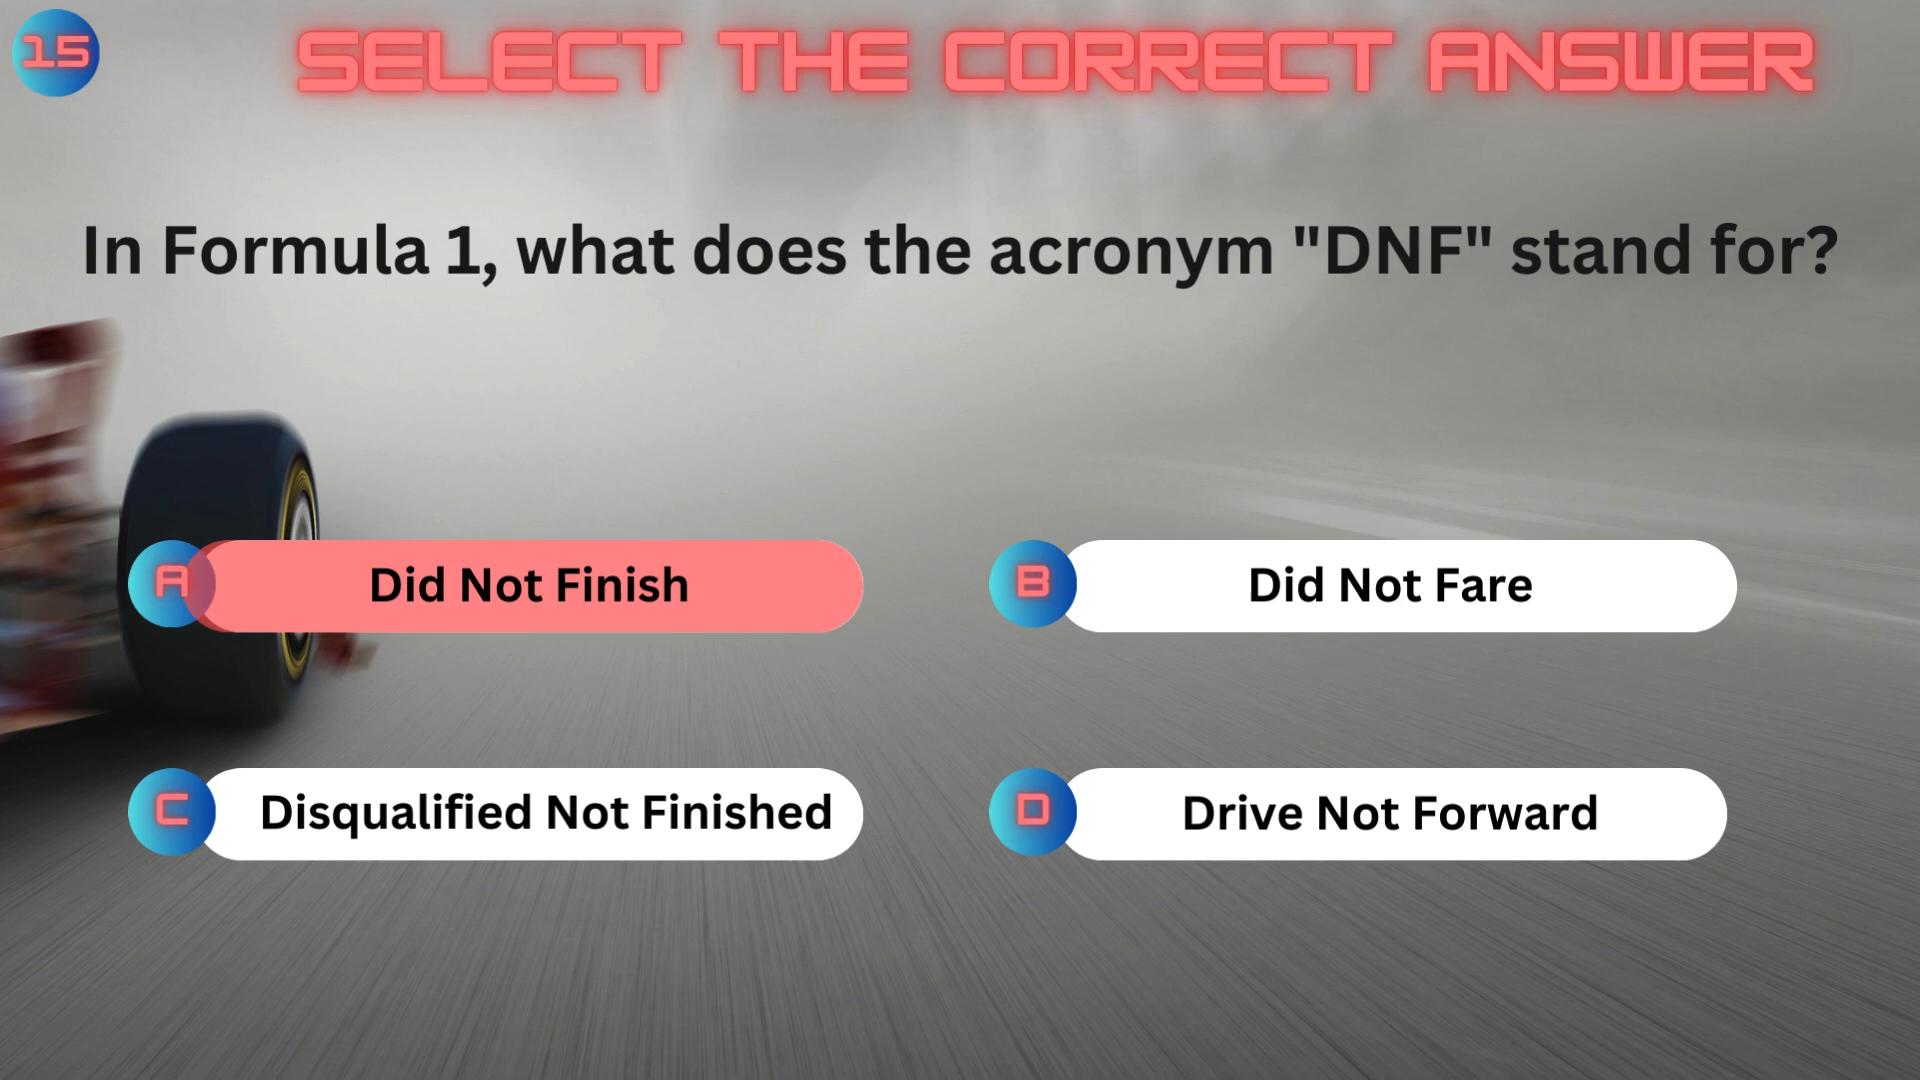 15
SELECT THE CORRECT ANSWER
In Formula 1, what does the acronym "DNF" stand for?
A Did Not Finish
B Did Not Fare
C Disqualified Not Finished
D Drive Not Forward